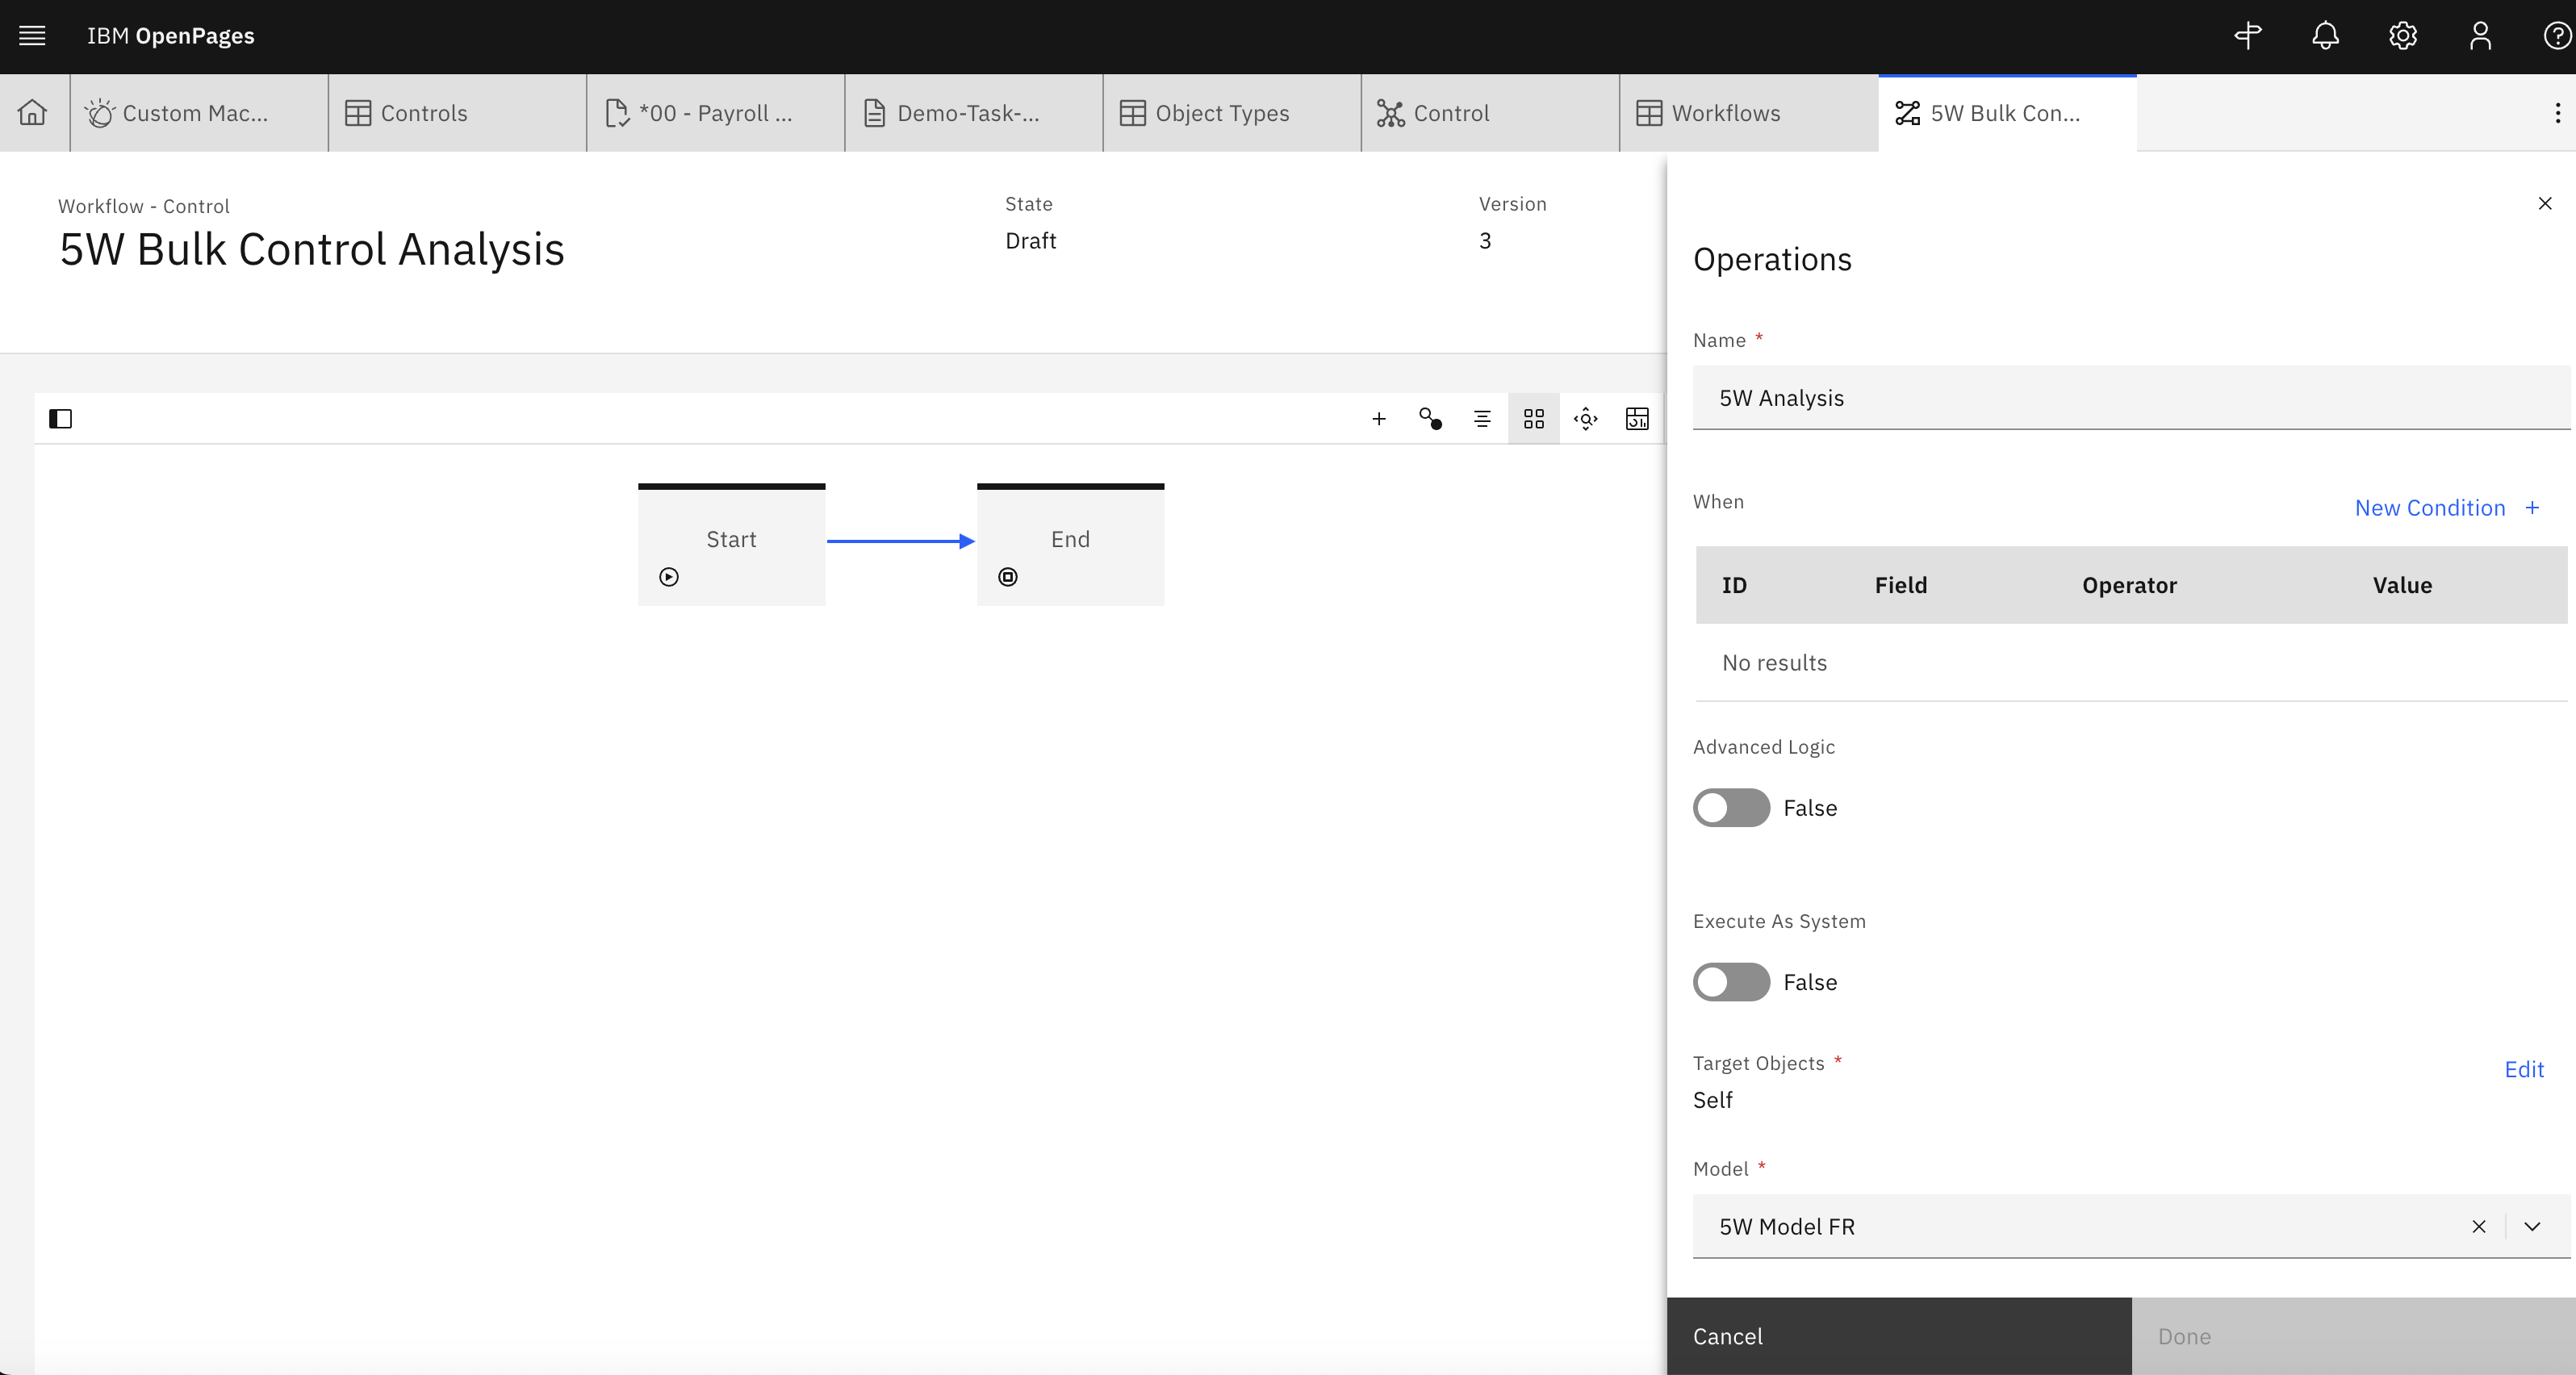 IBM OpenPages
Custom Mac...
Controls
*00 - Payroll ...
Demo-Task-...
Object Types
Control
Workflows
5W Bulk Con...
Workflow - Control
5W Bulk Control Analysis
State
Draft
Version
3
Start
End
Operations
Name *
5W Analysis
When
New Condition +
ID Field Operator Value
No results
Advanced Logic
False
Execute As System
False
Target Objects *
Edit
Self
Model *
5W Model FR
Cancel
Done